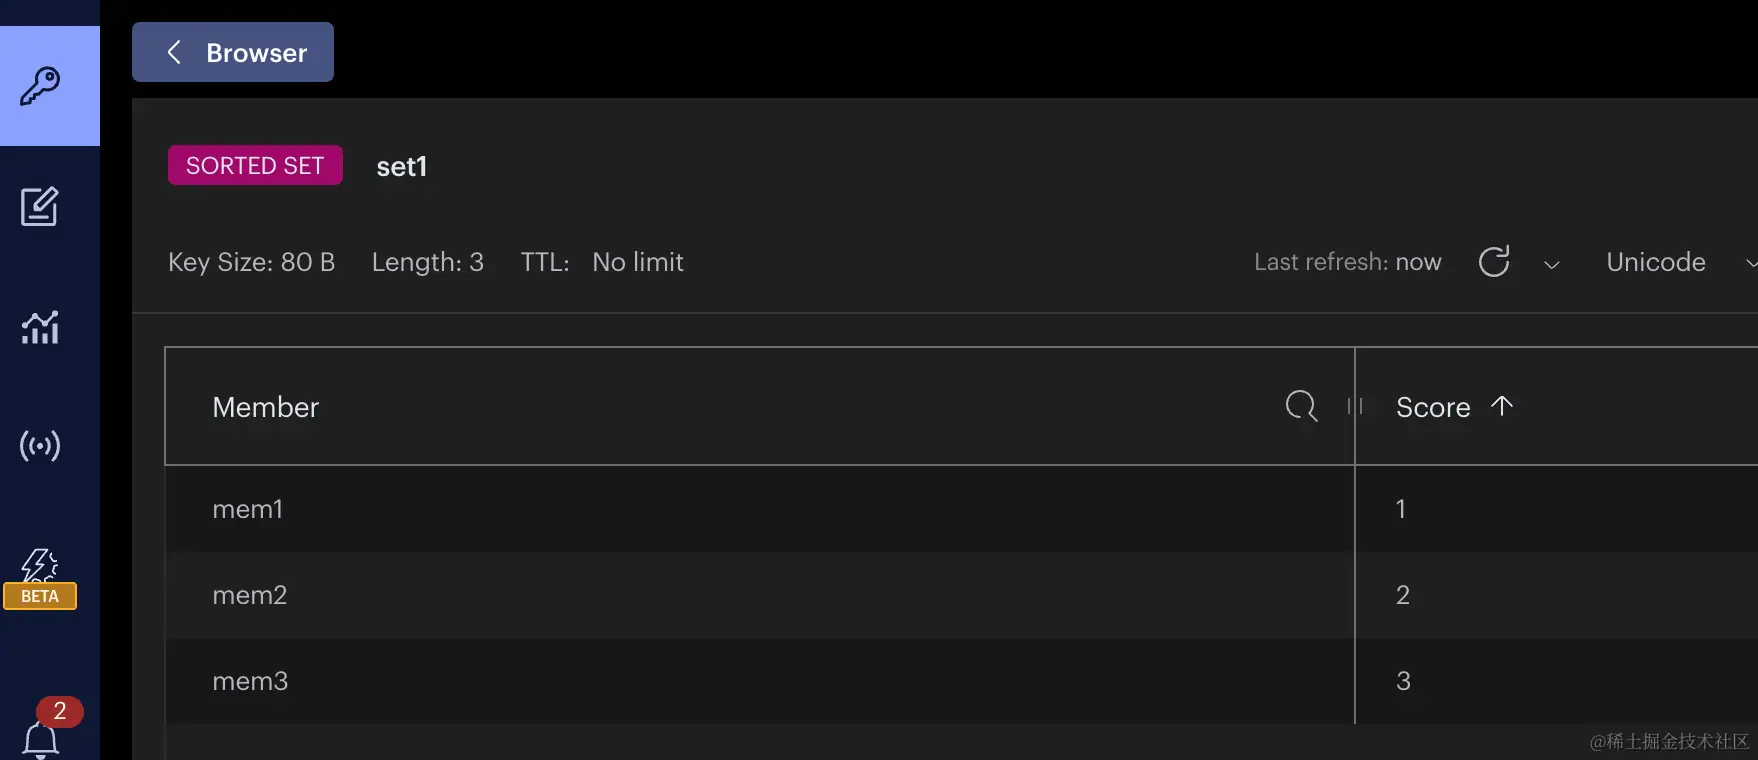 Browser
SORTED SET set1
Key Size: 80 B Length: 3 TTL: No limit Last refresh: now Unicode
Member Score
mem1 1
mem2 2
BETA
mem3 3
2
@稀土掘金技术社区